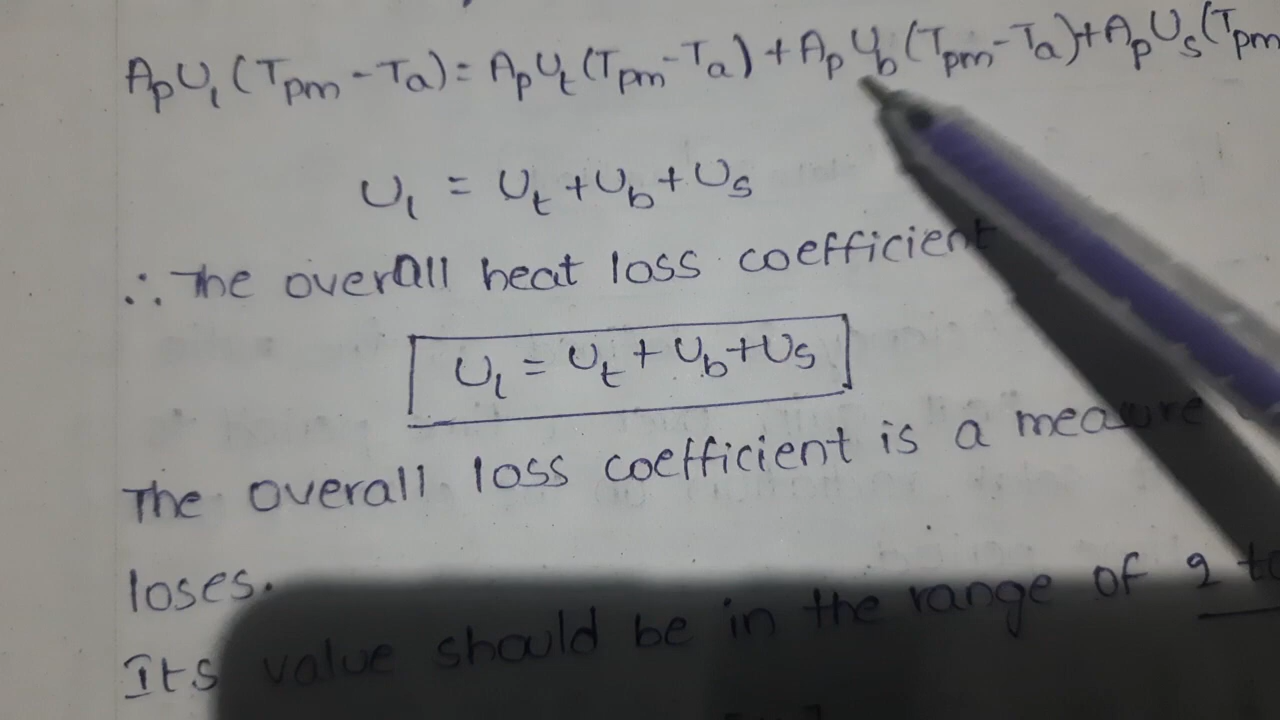 ApUl(Tpm-Ta)=ApUt(Tpm-Ta)+ApUb(Tpm-Ta)+ApUs(Tpm
Ul = Ut+Ub+Us
∴ The overall heat loss coefficient
Ul = Ut+Ub+Us
The overall loss coefficient is a measure
loses.
Its value should be in the range of 2 to